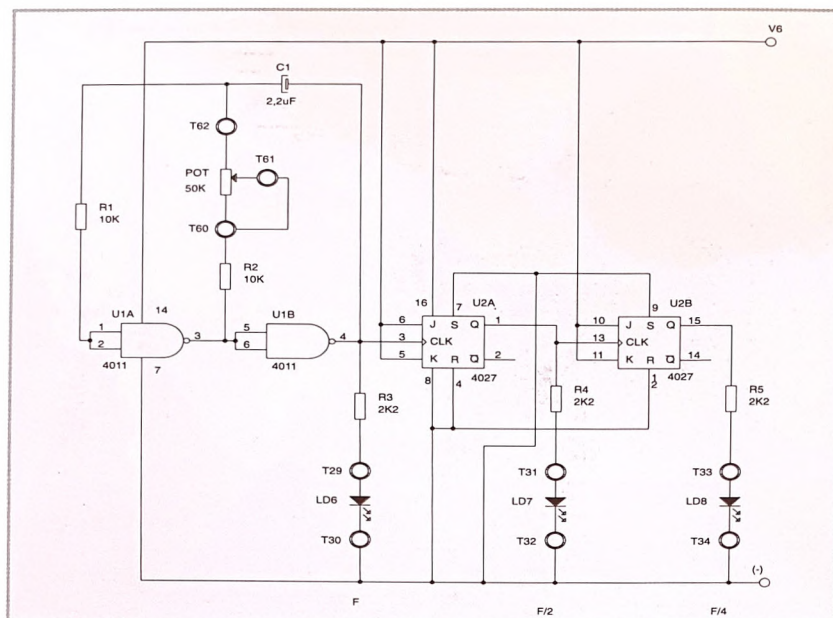 V6
C1
2,2uF
T62
T61
POT
50K
R1
10K
T60
R2
10K
U1A
14
U1B
16
7
U2A
9
U2B
1
2
3
5
6
4
6
J
S
Q
1
3
CLK
5
K
R
Q
2
10
J
S
Q
15
13
CLK
11
K
R
Q
14
4011
7
4011
8
4
4027
1
2
4027
R3
2K2
R4
2K2
R5
2K2
T29
T31
T33
LD6
LD7
LD8
T30
T32
T34
(-)
F
F/2
F/4